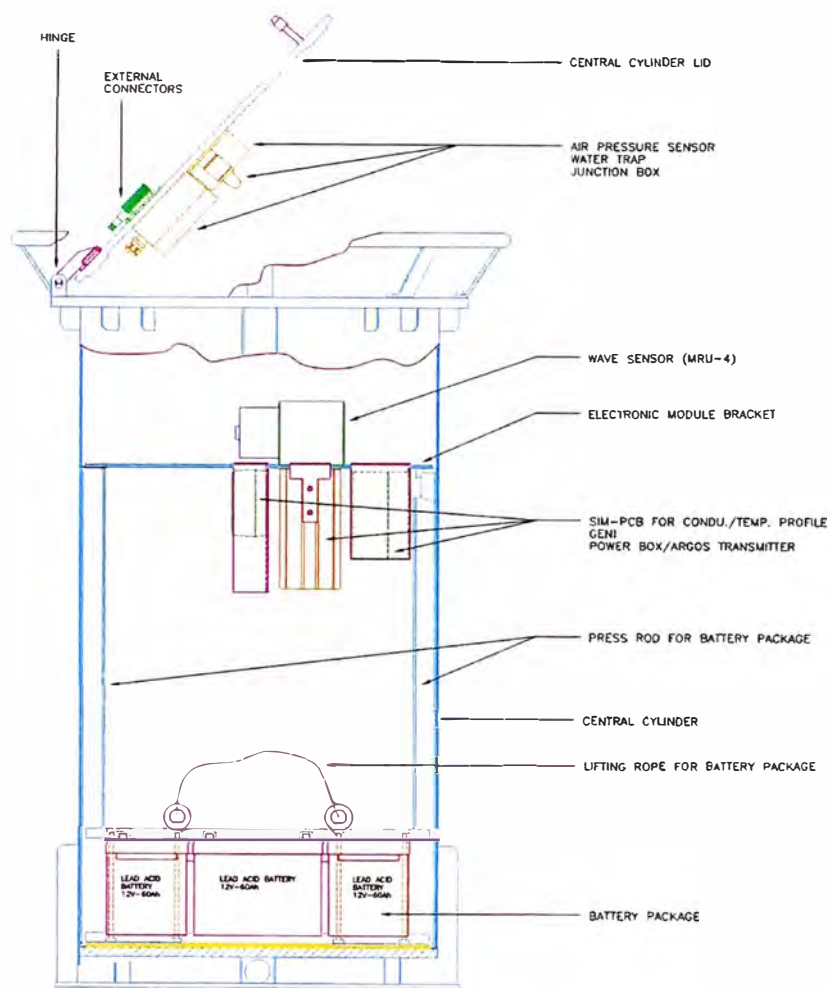 HINGE
CENTRAL CYLINDER LID
EXTERNAL
CONNECTORS
AIR PRESSURE SENSOR
WATER TRAP
JUNCTION BOX
WAVE SENSOR (MRU-4)
ELECTRONIC MODULE BRACKET
SIM-PCB FOR CONDU./TEMP. PROFILE
GENI
POWER BOX/ARGOS TRANSMITTER
PRESS ROD FOR BATTERY PACKAGE
CENTRAL CYLINDER
LIFTING ROPE FOR BATTERY PACKAGE
LEAD ACID
BATTERY
12V-60Ah
LEAD ACID BATTERY
12V-60Ah
LEAD ACID
BATTERY
12V-60Ah
BATTERY PACKAGE